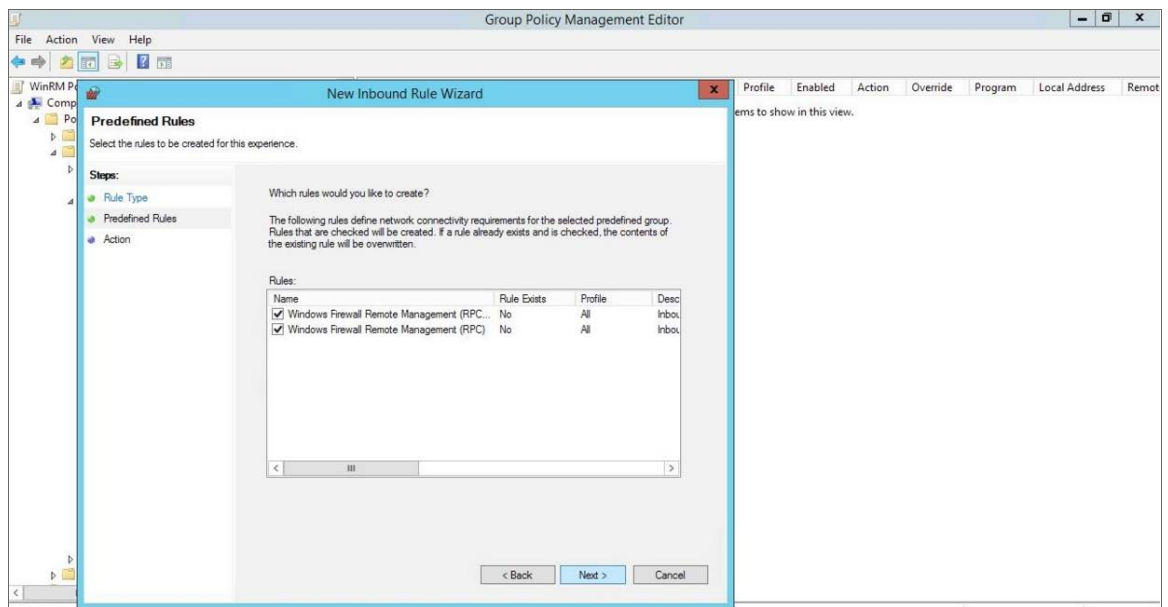 Group Policy Management Editor
File Action View Help
WinRM Po
Comp
Po
Profile Enabled Action Override Program Local Address Remot
ems to show in this view.
New Inbound Rule Wizard
Predefined Rules
Select the rules to be created for this experience.
Steps:
Rule Type
Predefined Rules
Action
Which rules would you like to create?
The following rules define network connectivity requirements for the selected predefined group.
Rules that are checked will be created. If a rule already exists and is checked, the contents of
the existing rule will be overwritten.
Rules:
Name Rule Exists Profile Desc
Windows Firewall Remote Management (RPC... No All Inbou
Windows Firewall Remote Management (RPC) No All Inbou
< Back Next > Cancel